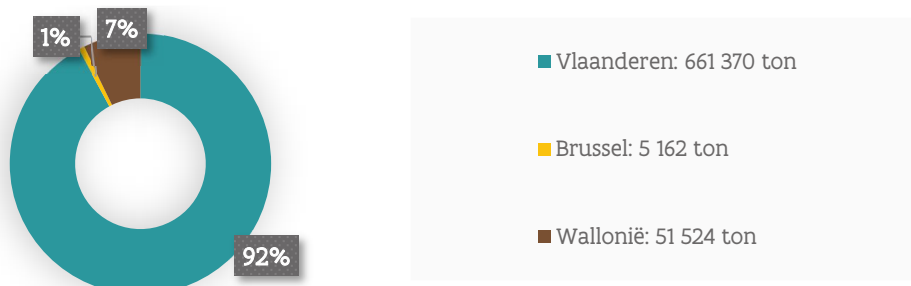 1%
7%
92%
Vlaanderen: 661 370 ton
Brussel: 5 162 ton
Wallonië: 51 524 ton